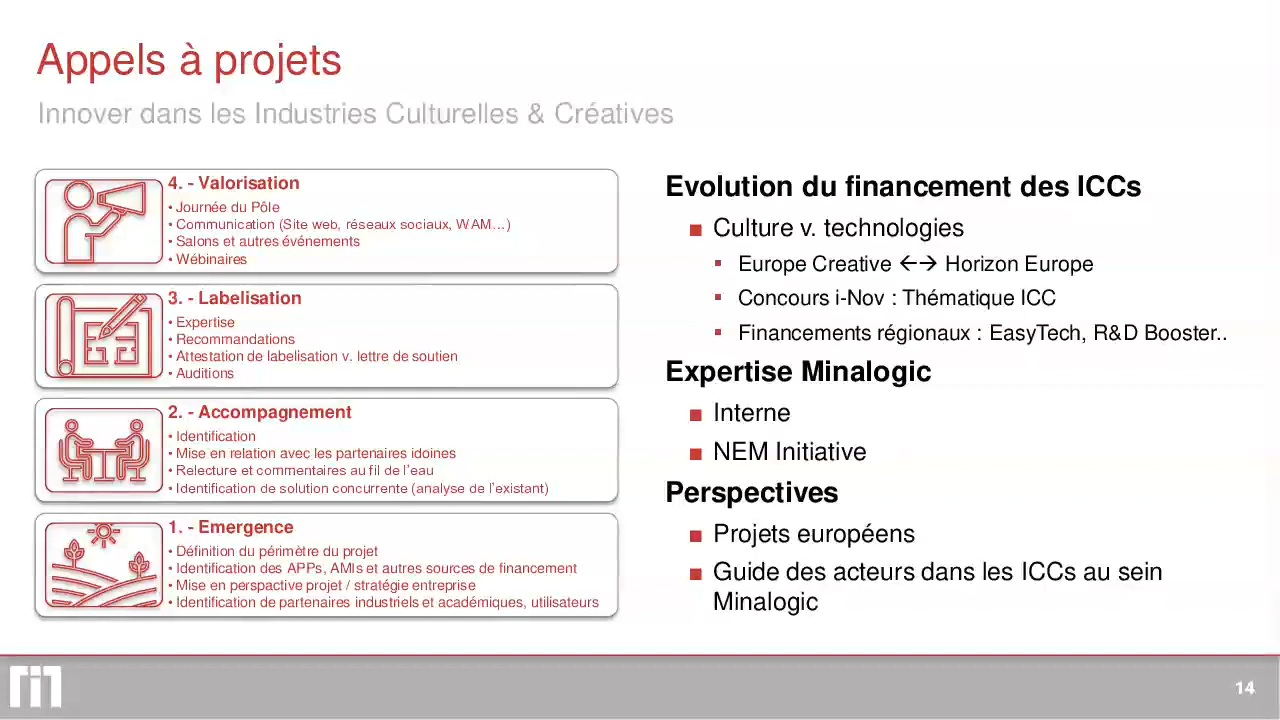 Appels à projets
Innover dans les Industries Culturelles & Créatives
4. - Valorisation
• Journée du Pôle
• Communication (Site web, réseaux sociaux, WAM…)
• Salons et autres événements
• Wébinaires
3. - Labelisation
• Expertise
• Recommandations
• Attestation de labelisation v. lettre de soutien
• Auditions
2. - Accompagnement
• Identification
• Mise en relation avec les partenaires idoines
• Relecture et commentaires au fil de l'eau
• Identification de solution concurrente (analyse de l'existant)
1. - Emergence
• Définition du périmètre du projet
• Identification des APPs, AMIs et autres sources de financement
• Mise en perspactive projet / stratégie entreprise
• Identification de partenaires industriels et académiques, utilisateurs
Evolution du financement des ICCs
■ Culture v. technologies
▪ Europe Creative ←→ Horizon Europe
▪ Concours i-Nov : Thématique ICC
▪ Financements régionaux : EasyTech, R&D Booster..
Expertise Minalogic
■ Interne
■ NEM Initiative
Perspectives
■ Projets européens
■ Guide des acteurs dans les ICCs au sein
Minalogic
14